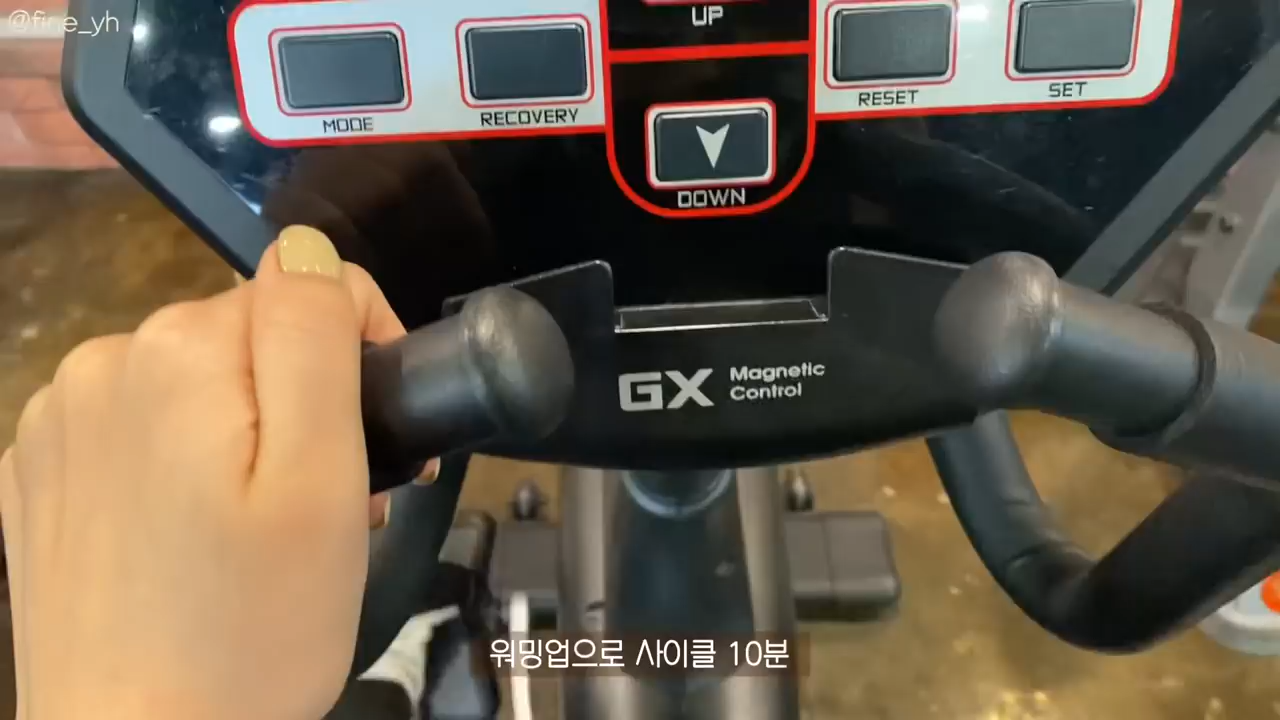 @fine_yh
UP
MODE
RECOVERY
RESET
SET
DOWN
GX Magnetic
Control
워밍업으로 사이클 10분